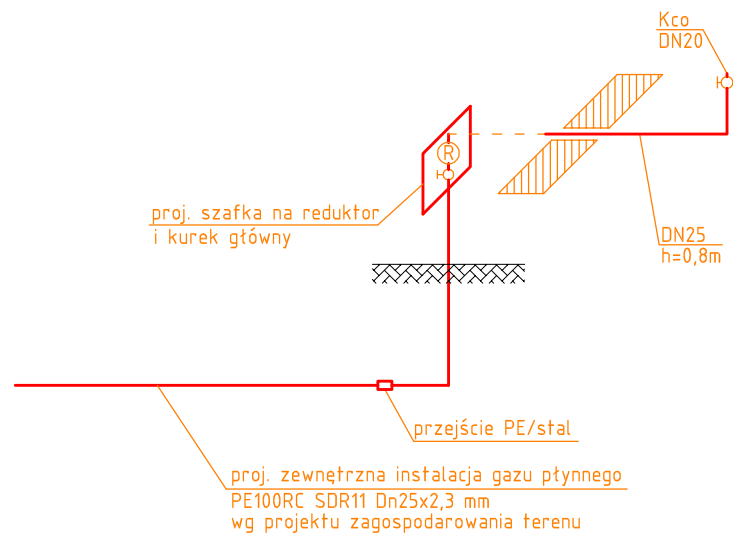 Kco
DN20
R
proj. szafka na reduktor
i kurek główny
DN25
h=0,8m
przejście PE/stal
proj. zewnętrzna instalacja gazu płynnego
PE100RC SDR11 Dn25x2,3 mm
wg projektu zagospodarowania terenu